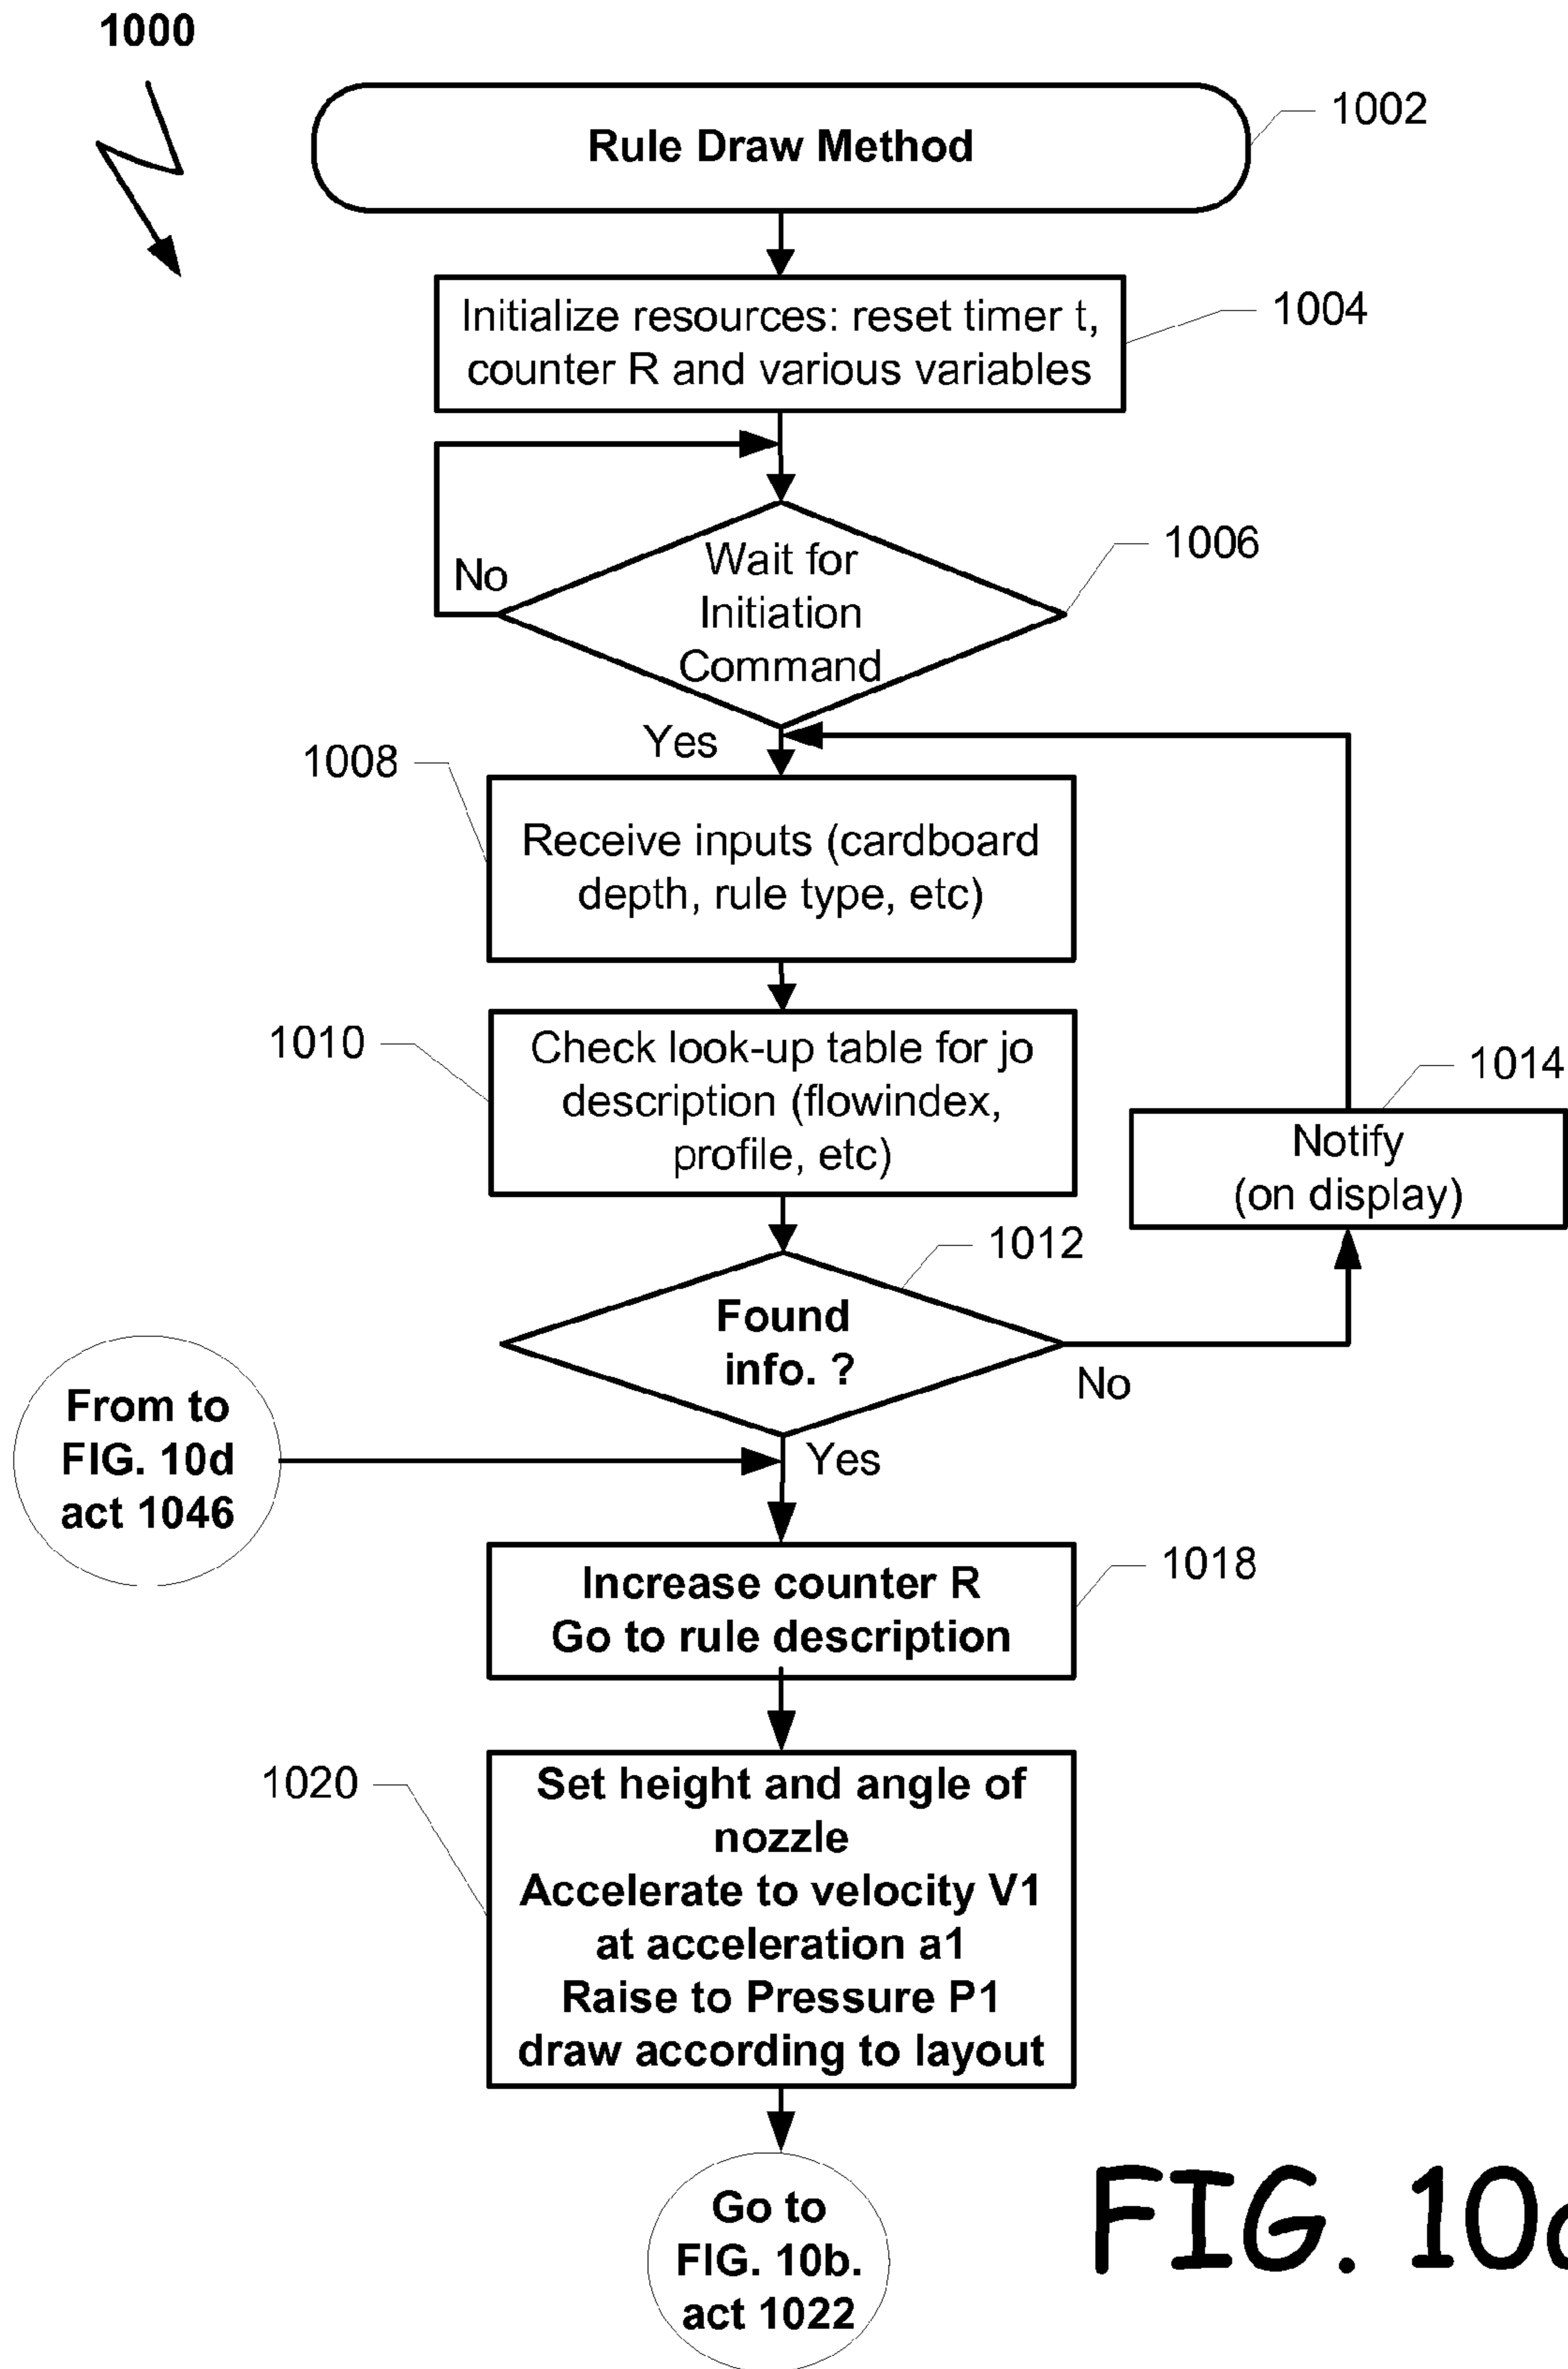 1000
Rule Draw Method
1002
Initialize resources: reset timer t,
counter R and various variables
1004
No
Wait for
Initiation
Command
1006
Yes
1008
Receive inputs (cardboard
depth, rule type, etc)
1010
Check look-up table for jo
description (flowindex,
profile, etc)
1014
Notify
(on display)
1012
Found
info. ?
No
From to
FIG. 10d
act 1046
Yes
Increase counter R
Go to rule description
1018
1020
Set height and angle of
nozzle
Accelerate to velocity V1
at acceleration a1
Raise to Pressure P1
draw according to layout
Go to
FIG. 10b.
act 1022
FIG.